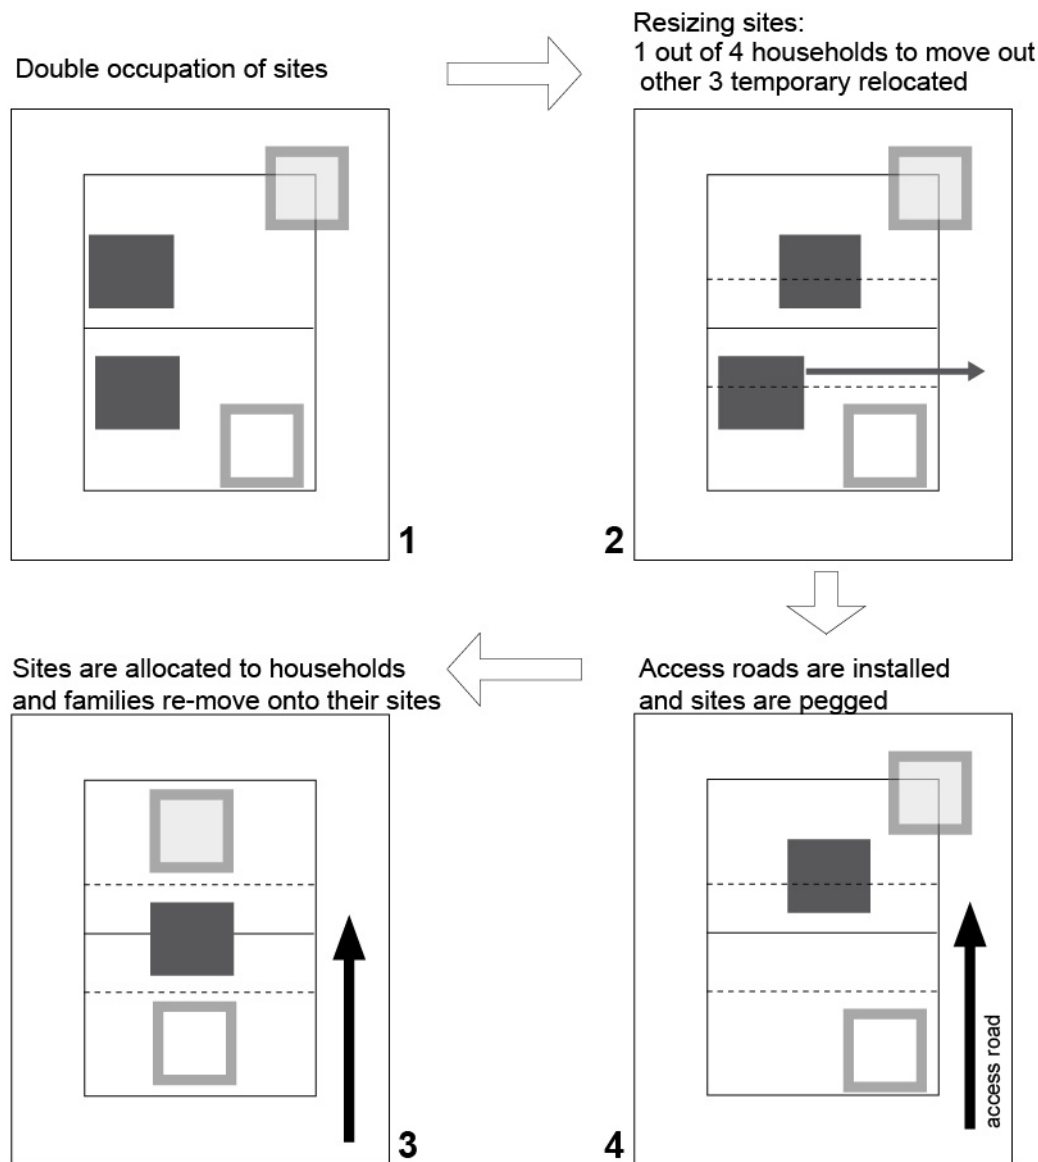 Double occupation of sites
Resizing sites:
1 out of 4 households to move out
other 3 temporary relocated
1
2
Sites are allocated to households
and families re-move onto their sites
Access roads are installed
and sites are pegged
access road
3
4